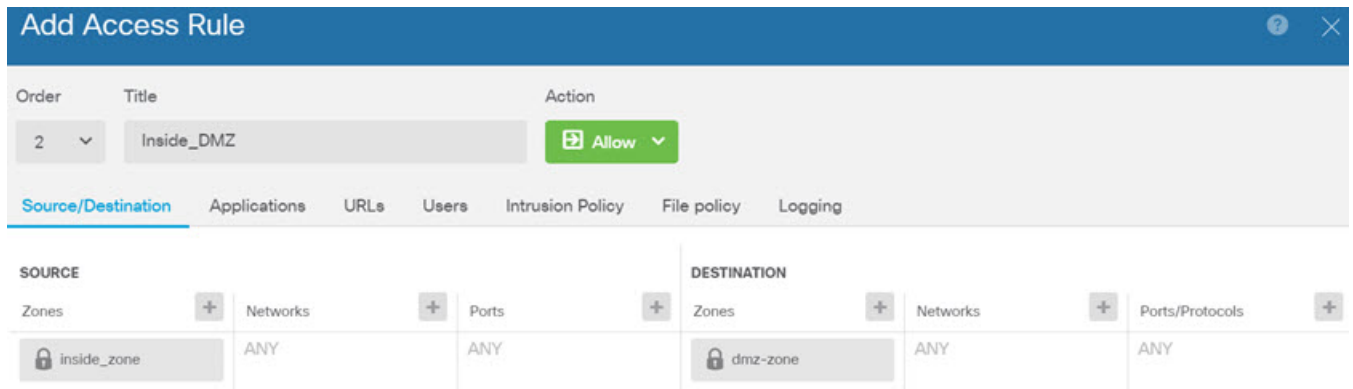 Add Access Rule
Order Title Action
2 Inside_DMZ Allow
Source/Destination Applications URLs Users Intrusion Policy File policy Logging
SOURCE DESTINATION
Zones + Networks + Ports + Zones + Networks + Ports/Protocols +
inside_zone ANY ANY dmz-zone ANY ANY